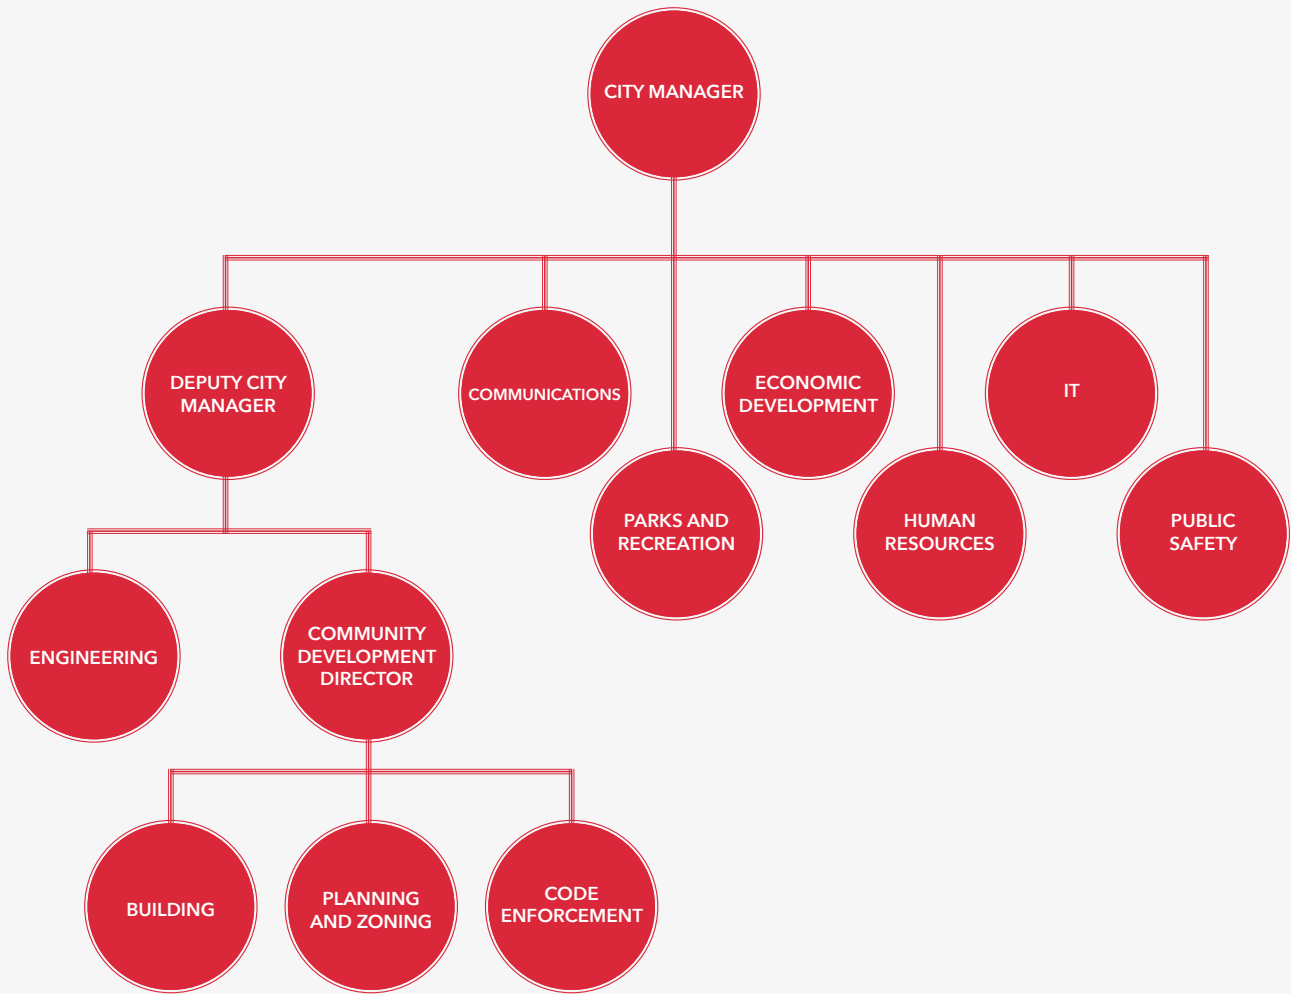 CITY MANAGER
DEPUTY CITY
MANAGER
COMMUNICATIONS
ECONOMIC
DEVELOPMENT
IT
PARKS AND
RECREATION
HUMAN
RESOURCES
PUBLIC
SAFETY
ENGINEERING
COMMUNITY
DEVELOPMENT
DIRECTOR
BUILDING
PLANNING
AND ZONING
CODE
ENFORCEMENT